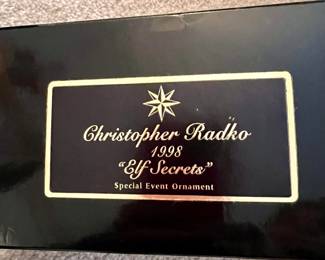 Christopher Radko
1998
"Elf Secrets"
Special Event Ornament